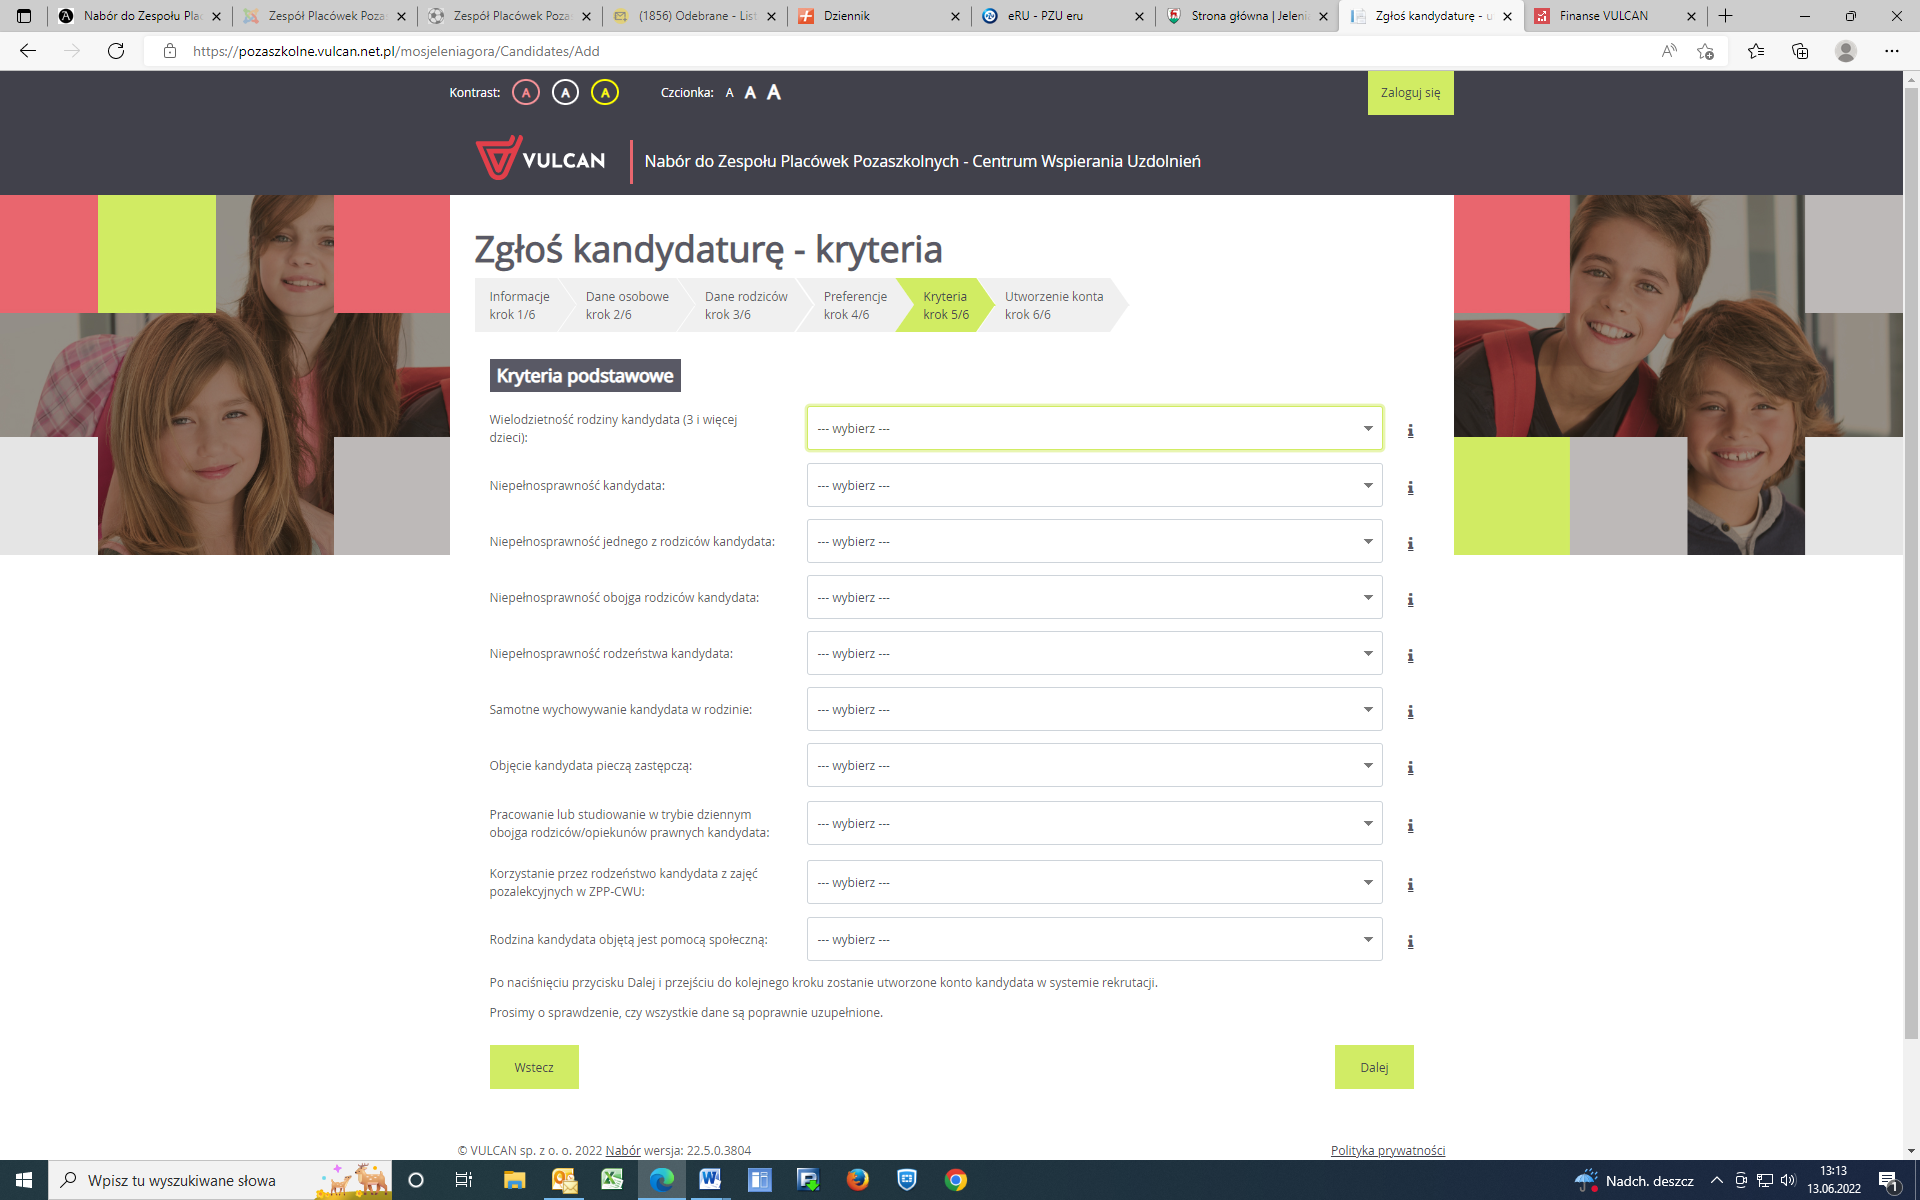 Nabór do Zespołu Plac
Zespół Placówek Pozas
Zespół Placówek Pozas
(1856) Odebrane - List
Dziennik
eRU - PZU eru
Strona główna | Jeleni
Zgłoś kandydaturę - u
Finanse VULCAN
https://pozaszkolne.vulcan.net.pl/mosjeleniagora/Candidates/Add
Kontrast: A A A Czcionka: A A A
Zaloguj się
VULCAN
Nabór do Zespołu Placówek Pozaszkolnych - Centrum Wspierania Uzdolnień
Zgłoś kandydaturę - kryteria
Informacje
krok 1/6
Dane osobowe
krok 2/6
Dane rodziców
krok 3/6
Preferencje
krok 4/6
Kryteria
krok 5/6
Utworzenie konta
krok 6/6
Kryteria podstawowe
Wielodzietność rodziny kandydata (3 i więcej
dzieci):
--- wybierz ---
Niepełnosprawność kandydata:
--- wybierz ---
Niepełnosprawność jednego z rodziców kandydata:
--- wybierz ---
Niepełnosprawność obojga rodziców kandydata:
--- wybierz ---
Niepełnosprawność rodzeństwa kandydata:
--- wybierz ---
Samotne wychowywanie kandydata w rodzinie:
--- wybierz ---
Objęcie kandydata pieczą zastępczą:
--- wybierz ---
Pracowanie lub studiowanie w trybie dziennym
obojga rodziców/opiekunów prawnych kandydata:
--- wybierz ---
Korzystanie przez rodzeństwo kandydata z zajęć
pozalekcyjnych w ZPP-CWU:
--- wybierz ---
Rodzina kandydata objętą jest pomocą społeczną:
--- wybierz ---
Po naciśnięciu przycisku Dalej i przejściu do kolejnego kroku zostanie utworzone konto kandydata w systemie rekrutacji.
Prosimy o sprawdzenie, czy wszystkie dane są poprawnie uzupełnione.
Wstecz
Dalej
© VULCAN sp. z o. o. 2022 Nabór wersja: 22.5.0.3804
Polityka prywatności
Wpisz tu wyszukiwane słowa
Nadch. deszcz
13:13
13.06.2022
1